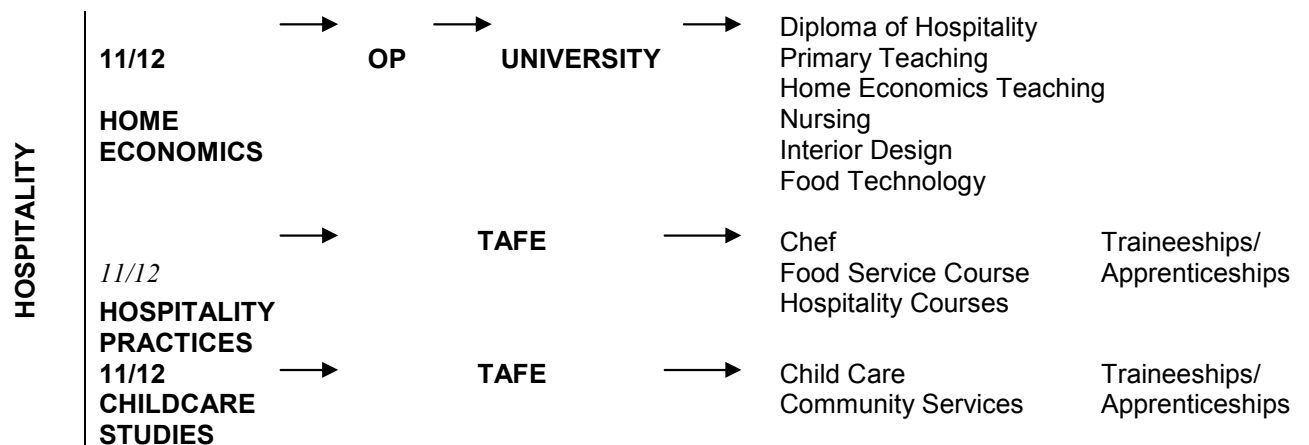 HOSPITALITY
11/12
HOME
ECONOMICS
OP
UNIVERSITY
Diploma of Hospitality
Primary Teaching
Home Economics Teaching
Nursing
Interior Design
Food Technology
11/12
HOSPITALITY
PRACTICES
TAFE
Chef
Food Service Course
Hospitality Courses
Traineeships/
Apprenticeships
11/12
CHILDCARE
STUDIES
TAFE
Child Care
Community Services
Traineeships/
Apprenticeships